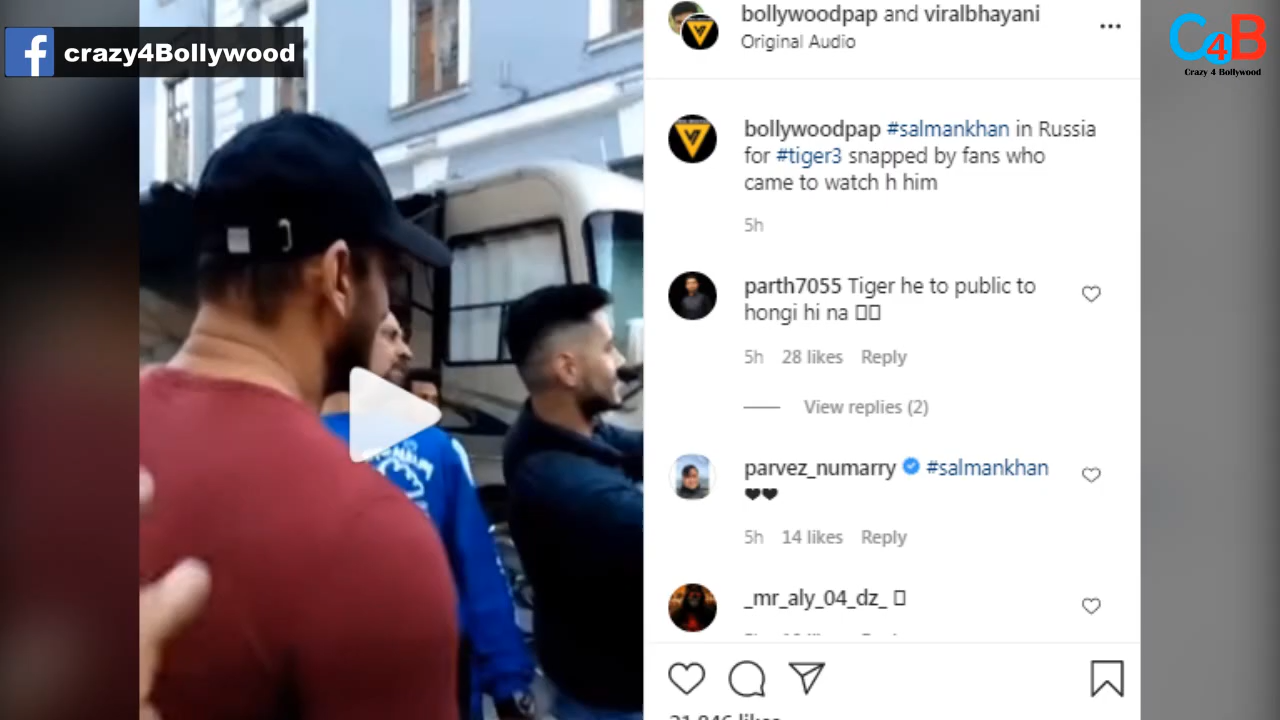 crazy4Bollywood
C4B
Crazy 4 Bollywood
bollywoodpap and viralbhayani
Original Audio
bollywoodpap #salmankhan in Russia
for #tiger3 snapped by fans who
came to watch h him
5h
parth7055 Tiger he to public to
hongi hi na
5h 28 likes Reply
View replies (2)
parvez_numarry #salmankhan
❤❤
5h 14 likes Reply
_mr_aly_04_dz_